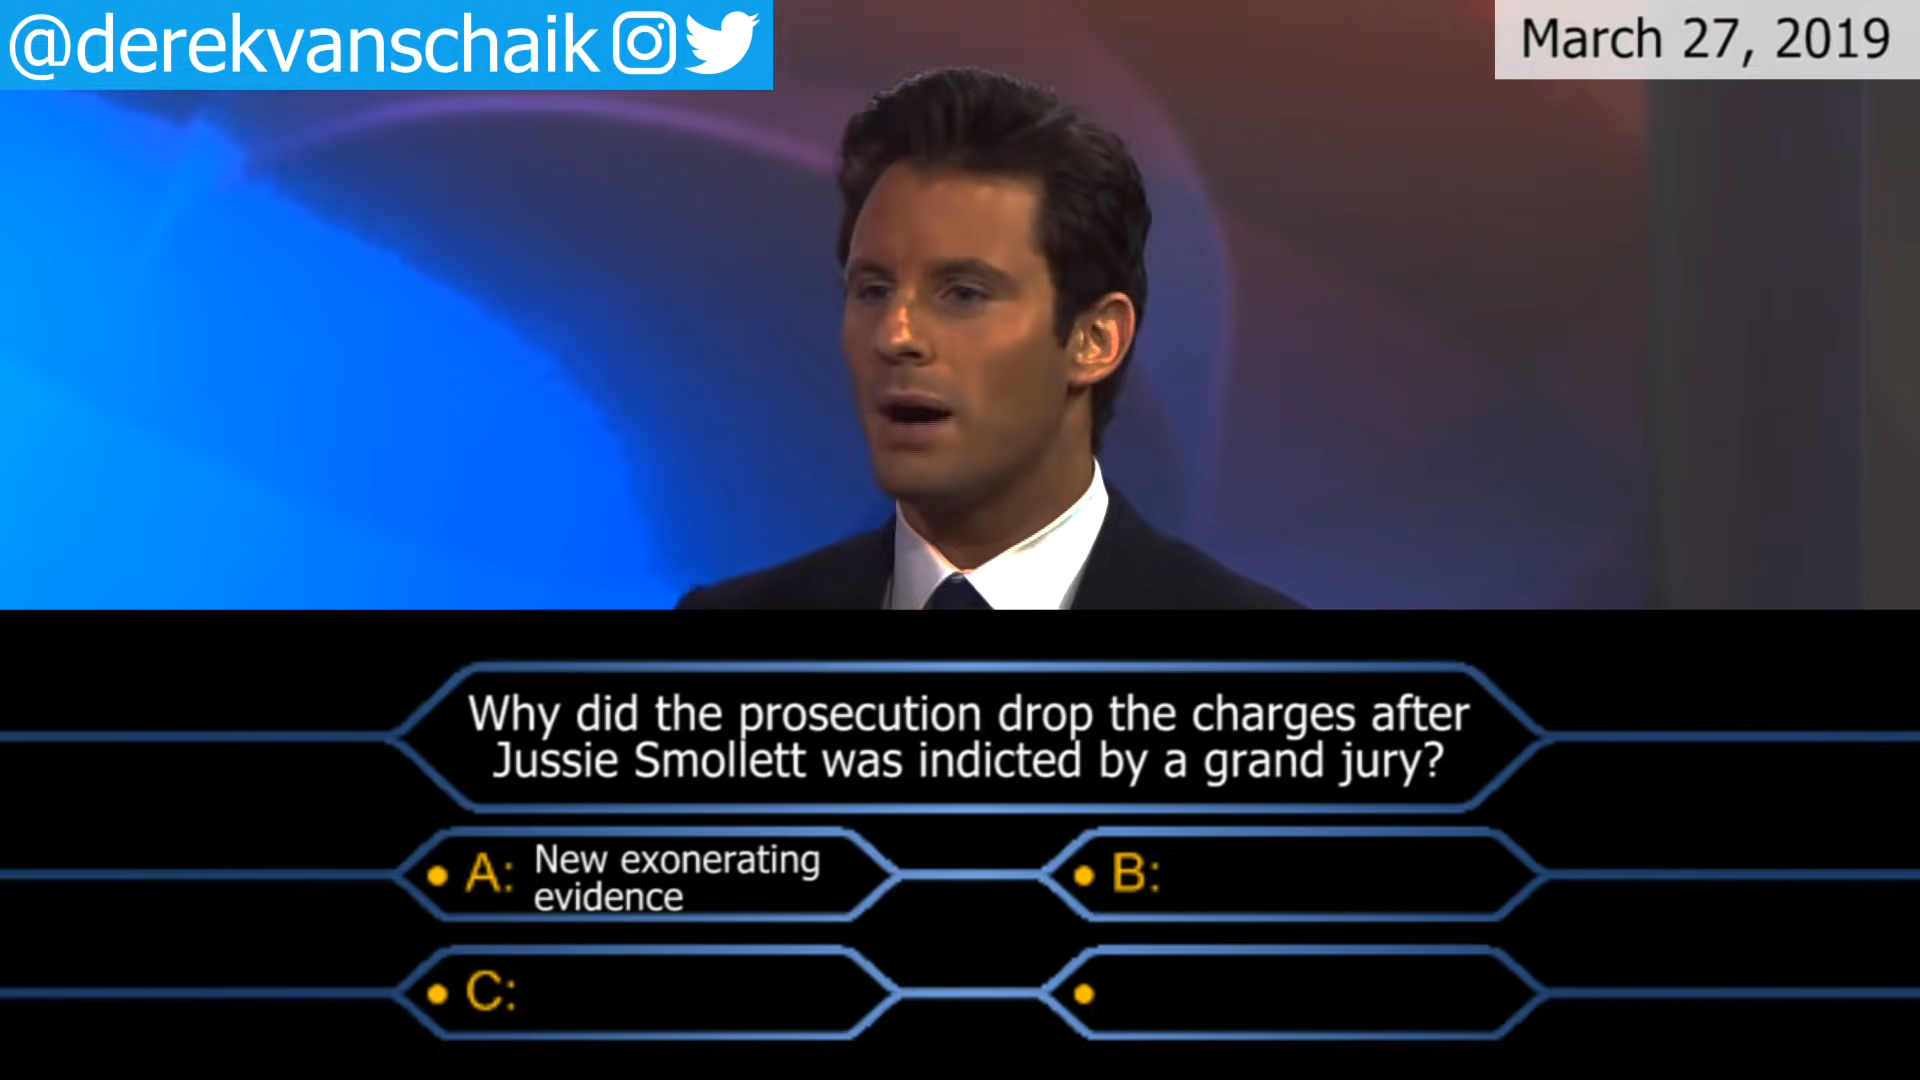 @derekvanschaik
March 27, 2019
Why did the prosecution drop the charges after
Jussie Smollett was indicted by a grand jury?
A: New exonerating
evidence
B:
C: